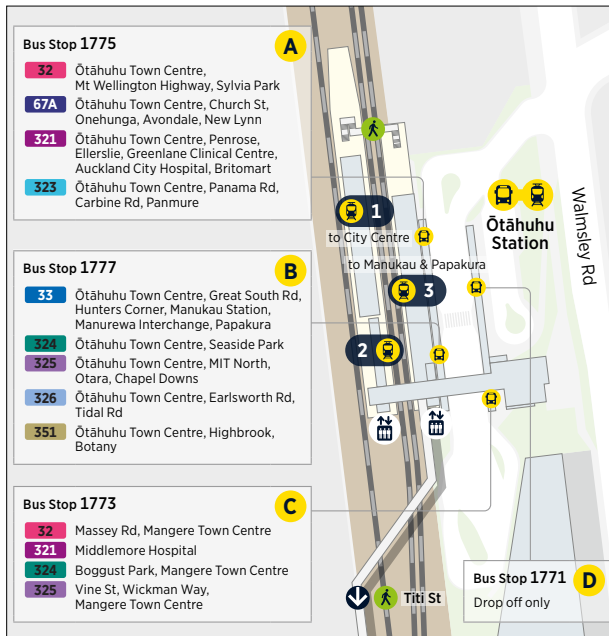 Bus Stop 1775
A
32 Ōtāhuhu Town Centre,
Mt Wellington Highway, Sylvia Park
67A Ōtāhuhu Town Centre, Church St,
Onehunga, Avondale, New Lynn
321 Ōtāhuhu Town Centre, Penrose,
Ellerslie, Greenlane Clinical Centre,
Auckland City Hospital, Britomart
323 Ōtāhuhu Town Centre, Panama Rd,
Carbine Rd, Panmure
Bus Stop 1777
B
33 Ōtāhuhu Town Centre, Great South Rd,
Hunters Corner, Manukau Station,
Manurewa Interchange, Papakura
324 Ōtāhuhu Town Centre, Seaside Park
325 Ōtāhuhu Town Centre, MIT North,
Otara, Chapel Downs
326 Ōtāhuhu Town Centre, Earlsworth Rd,
Tidal Rd
351 Ōtāhuhu Town Centre, Highbrook,
Botany
Bus Stop 1773
C
32 Massey Rd, Mangere Town Centre
321 Middlemore Hospital
324 Boggust Park, Mangere Town Centre
325 Vine St, Wickman Way,
Mangere Town Centre
1
to City Centre
to Manukau & Papakura
3
2
Ōtāhuhu
Station
Walmsley Rd
Titi St
Bus Stop 1771
D
Drop off only